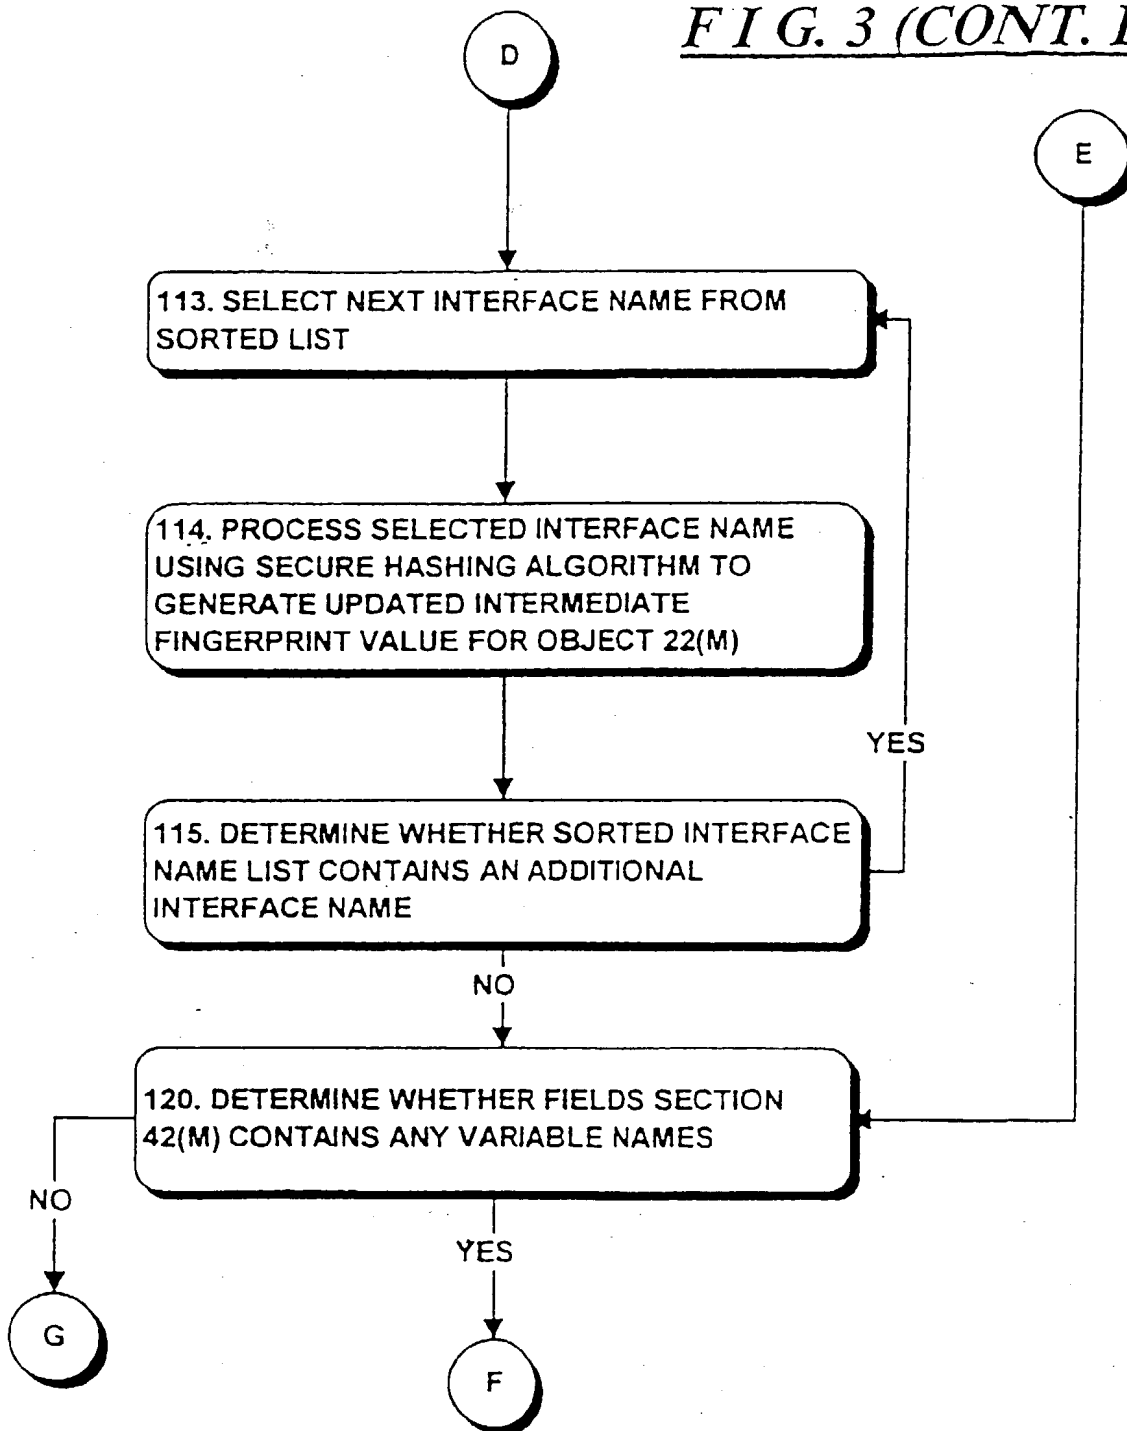 F I G. 3 (CONT.
D
E
113. SELECT NEXT INTERFACE NAME FROM
SORTED LIST
114. PROCESS SELECTED INTERFACE NAME
USING SECURE HASHING ALGORITHM TO
GENERATE UPDATED INTERMEDIATE
FINGERPRINT VALUE FOR OBJECT 22(M)
YES
115. DETERMINE WHETHER SORTED INTERFACE
NAME LIST CONTAINS AN ADDITIONAL
INTERFACE NAME
NO
120. DETERMINE WHETHER FIELDS SECTION
42(M) CONTAINS ANY VARIABLE NAMES
NO
YES
G
F